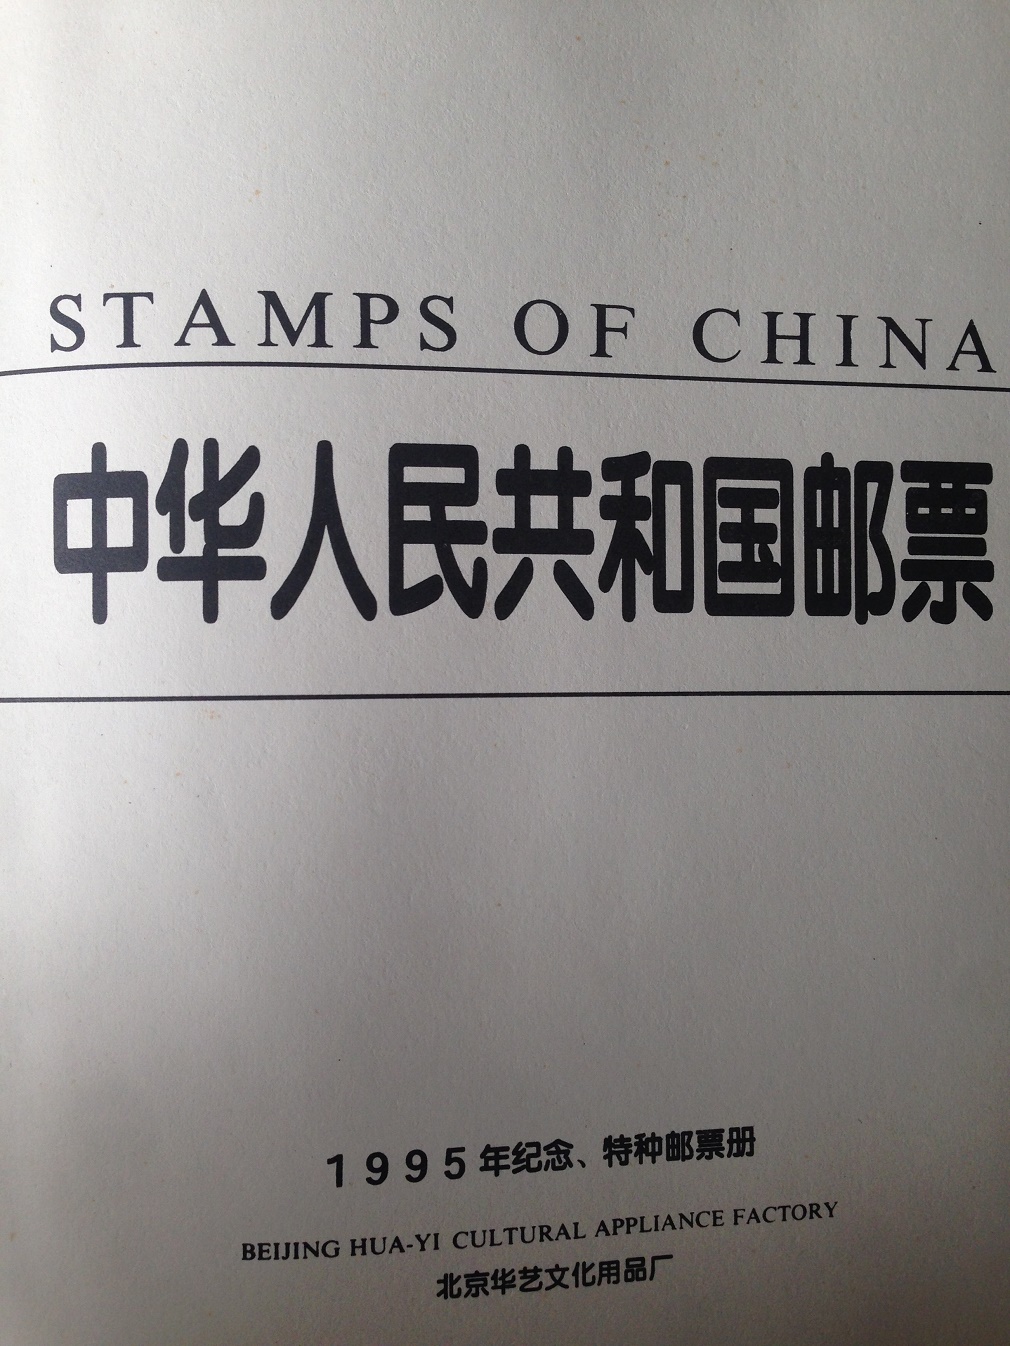 STAMPS OF CHINA
中华人民共和国邮票
1995年纪念、特种邮票册
BEIJING HUA-YI CULTURAL APPLIANCE FACTORY
北京华艺文化用品厂